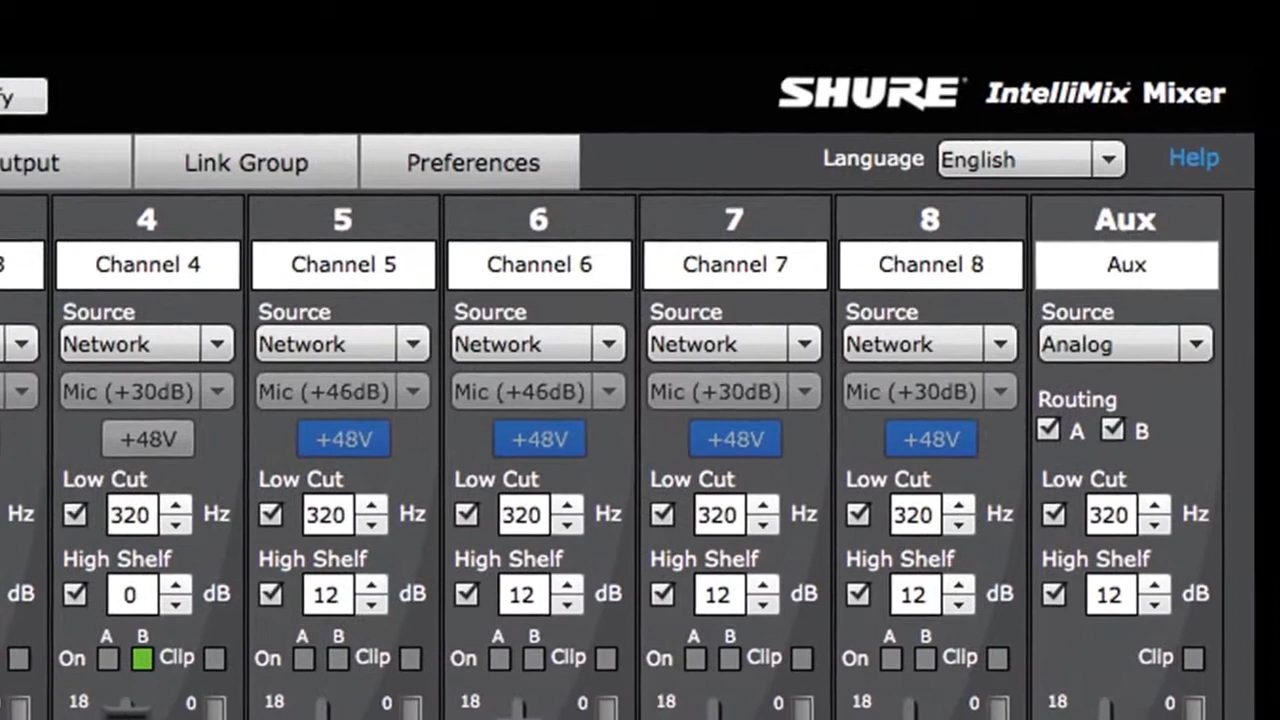 fy
SHURE IntelliMix Mixer
utput Link Group Preferences Language English Help
4 5 6 7 8 Aux
3 Channel 4 Channel 5 Channel 6 Channel 7 Channel 8 Aux
Source Source Source Source Source Source
Network Network Network Network Network Analog
Mic (+30dB) Mic (+46dB) Mic (+46dB) Mic (+30dB) Mic (+30dB) Routing
+48V +48V +48V +48V +48V A B
Low Cut Low Cut Low Cut Low Cut Low Cut Low Cut
Hz 320 Hz 320 Hz 320 Hz 320 Hz 320 Hz 320 Hz
High Shelf High Shelf High Shelf High Shelf High Shelf High Shelf
dB 0 dB 12 dB 12 dB 12 dB 12 dB 12 dB
A B A B A B A B A B
On Clip On Clip On Clip On Clip On Clip Clip
18 0 18 0 18 0 18 0 18 0 18 0